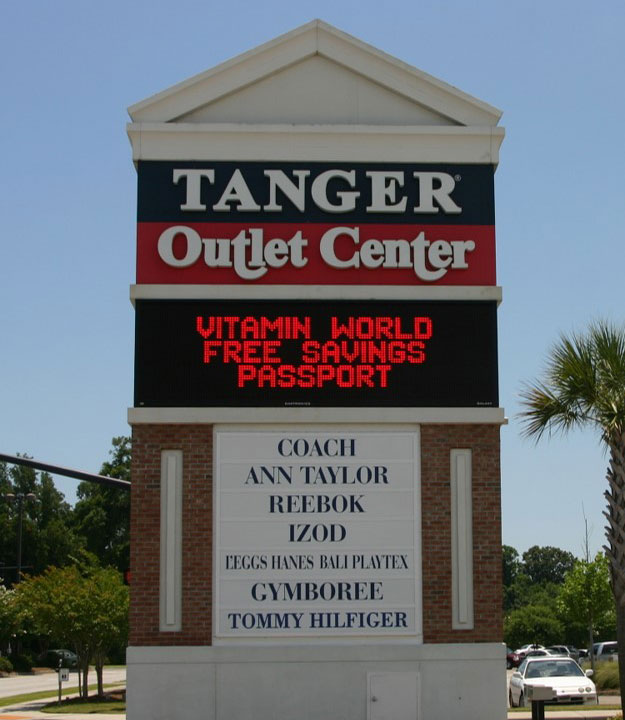 TANGER®
Outlet Center
VITAMIN WORLD
FREE SAVINGS
PASSPORT
COACH
ANN TAYLOR
REEBOK
IZOD
L'EGGS HANES BALI PLAYTEX
GYMBOREE
TOMMY HILFIGER